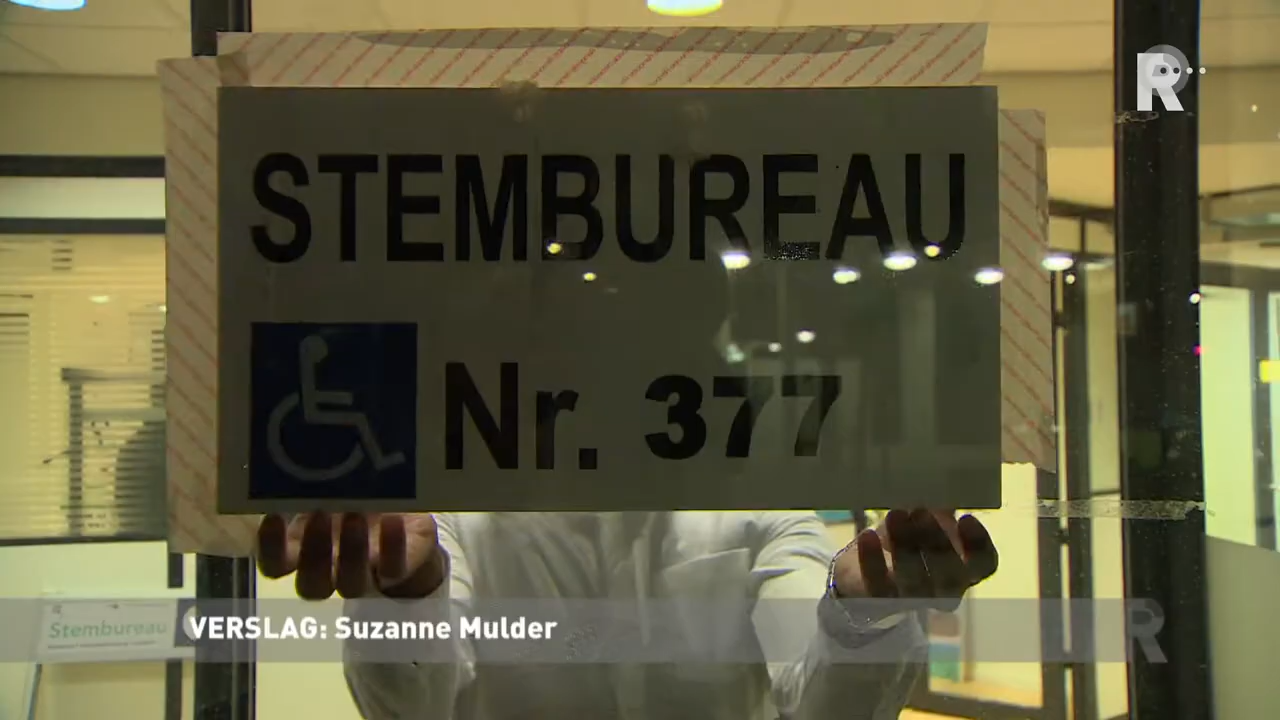 R
STEMBUREAU
Nr. 377
Stembureau
VERSLAG: Suzanne Mulder
R